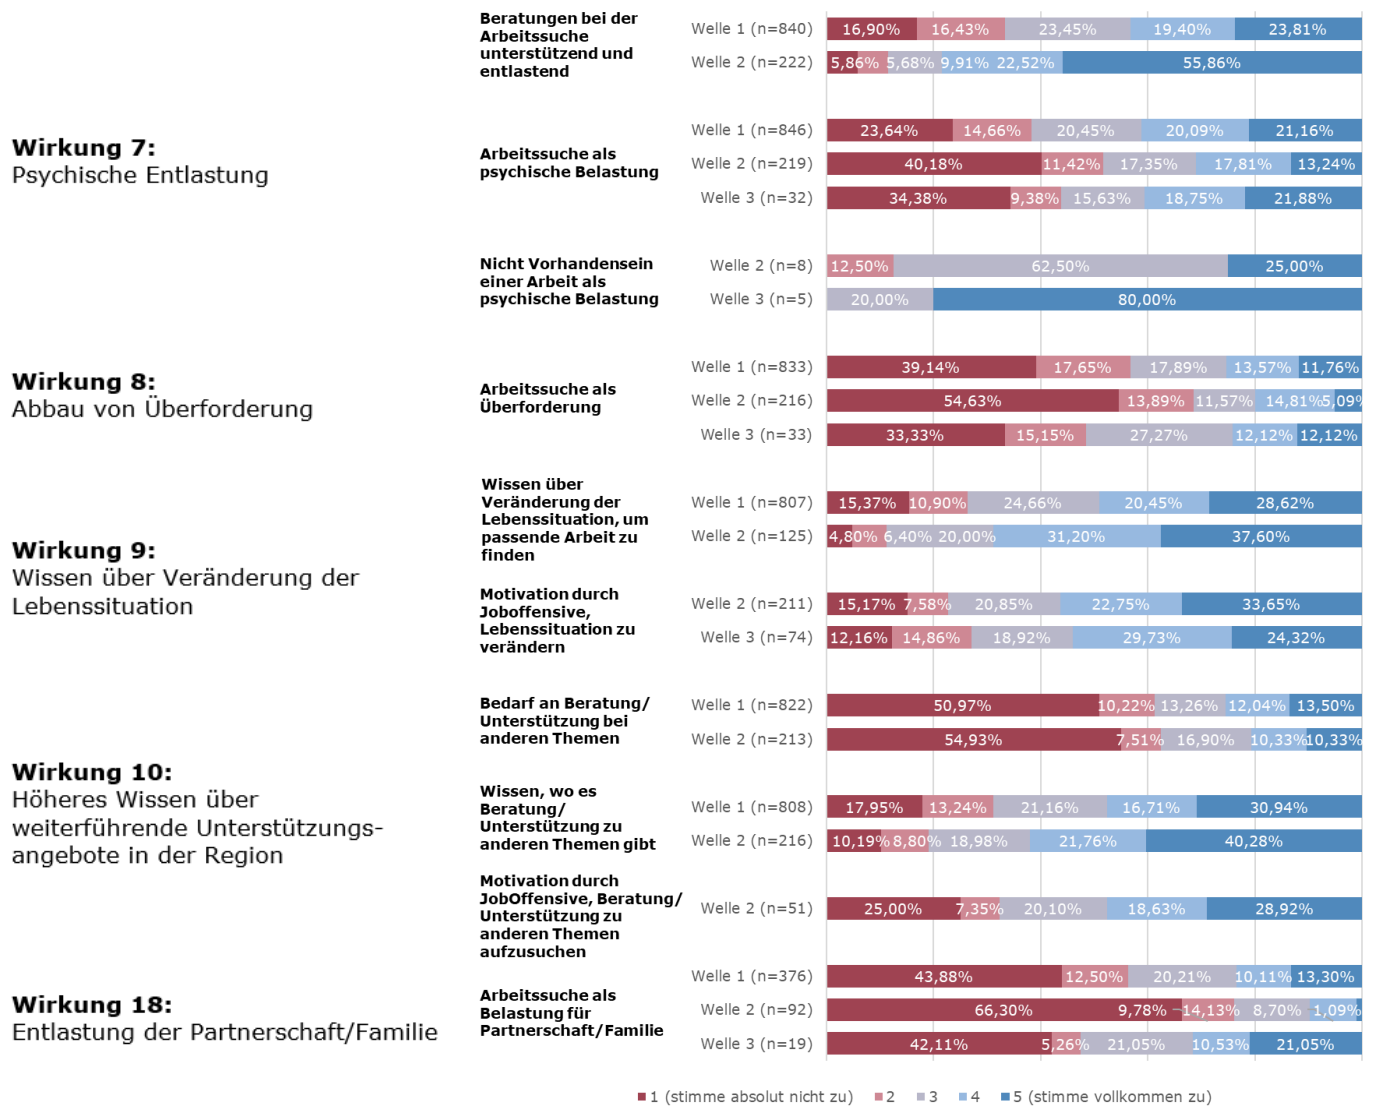 Beratungen bei der
Arbeitssuche
unterstützend und
entlastend
Welle 1 (n=840)
16,90% 16,43% 23,45% 19,40% 23,81%
Welle 2 (n=222)
5,86% 5,68% 9,91% 22,52% 55,86%
Wirkung 7:
Psychische Entlastung
Arbeitssuche als
psychische Belastung
Welle 1 (n=846)
23,64% 14,66% 20,45% 20,09% 21,16%
Welle 2 (n=219)
40,18% 11,42% 17,35% 17,81% 13,24%
Welle 3 (n=32)
34,38% 9,38% 15,63% 18,75% 21,88%
Nicht Vorhandensein
einer Arbeit als
psychische Belastung
Welle 2 (n=8)
12,50% 62,50% 25,00%
Welle 3 (n=5)
20,00% 80,00%
Wirkung 8:
Abbau von Überforderung
Arbeitssuche als
Überforderung
Welle 1 (n=833)
39,14% 17,65% 17,89% 13,57% 11,76%
Welle 2 (n=216)
54,63% 13,89% 11,57% 14,81% 5,09%
Welle 3 (n=33)
33,33% 15,15% 27,27% 12,12% 12,12%
Wirkung 9:
Wissen über Veränderung der
Lebenssituation
Wissen über
Veränderung der
Lebenssituation, um
passende Arbeit zu
finden
Welle 1 (n=807)
15,37% 10,90% 24,66% 20,45% 28,62%
Welle 2 (n=125)
4,80% 6,40% 20,00% 31,20% 37,60%
Motivation durch
Joboffensive,
Lebenssituation zu
verändern
Welle 2 (n=211)
15,17% 7,58% 20,85% 22,75% 33,65%
Welle 3 (n=74)
12,16% 14,86% 18,92% 29,73% 24,32%
Wirkung 10:
Höheres Wissen über
weiterführende Unterstützungs-
angebote in der Region
Bedarf an Beratung/
Unterstützung bei
anderen Themen
Welle 1 (n=822)
50,97% 10,22% 13,26% 12,04% 13,50%
Welle 2 (n=213)
54,93% 7,51% 16,90% 10,33% 10,33%
Wissen, wo es
Beratung/
Unterstützung zu
anderen Themen gibt
Welle 1 (n=808)
17,95% 13,24% 21,16% 16,71% 30,94%
Welle 2 (n=216)
10,19% 8,80% 18,98% 21,76% 40,28%
Motivation durch
JobOffensive, Beratung/
Unterstützung zu
anderen Themen
aufzusuchen
Welle 2 (n=51)
25,00% 7,35% 20,10% 18,63% 28,92%
Wirkung 18:
Entlastung der Partnerschaft/Familie
Arbeitssuche als
Belastung für
Partnerschaft/Familie
Welle 1 (n=376)
43,88% 12,50% 20,21% 10,11% 13,30%
Welle 2 (n=92)
66,30% 9,78% 14,13% 8,70% 1,09%
Welle 3 (n=19)
42,11% 5,26% 21,05% 10,53% 21,05%
1 (stimme absolut nicht zu) 2 3 4 5 (stimme vollkommen zu)